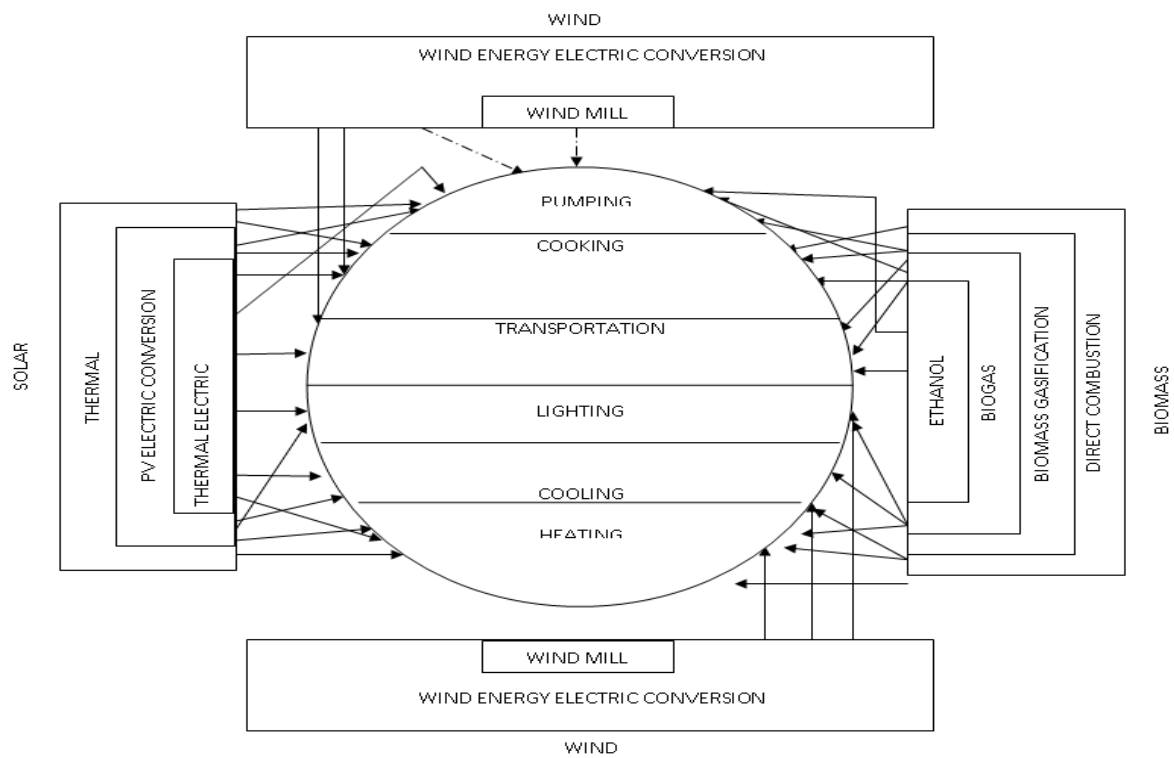 WIND
WIND ENERGY ELECTRIC CONVERSION
WIND MILL
PUMPING
COOKING
TRANSPORTATION
LIGHTING
COOLING
HEATING
SOLAR
THERMAL
PV ELECTRIC CONVERSION
THERMAL ELECTRIC
ETHANOL
BIOGAS
BIOMASS GASIFICATION
DIRECT COMBUSTION
BIOMASS
WIND MILL
WIND ENERGY ELECTRIC CONVERSION
WIND